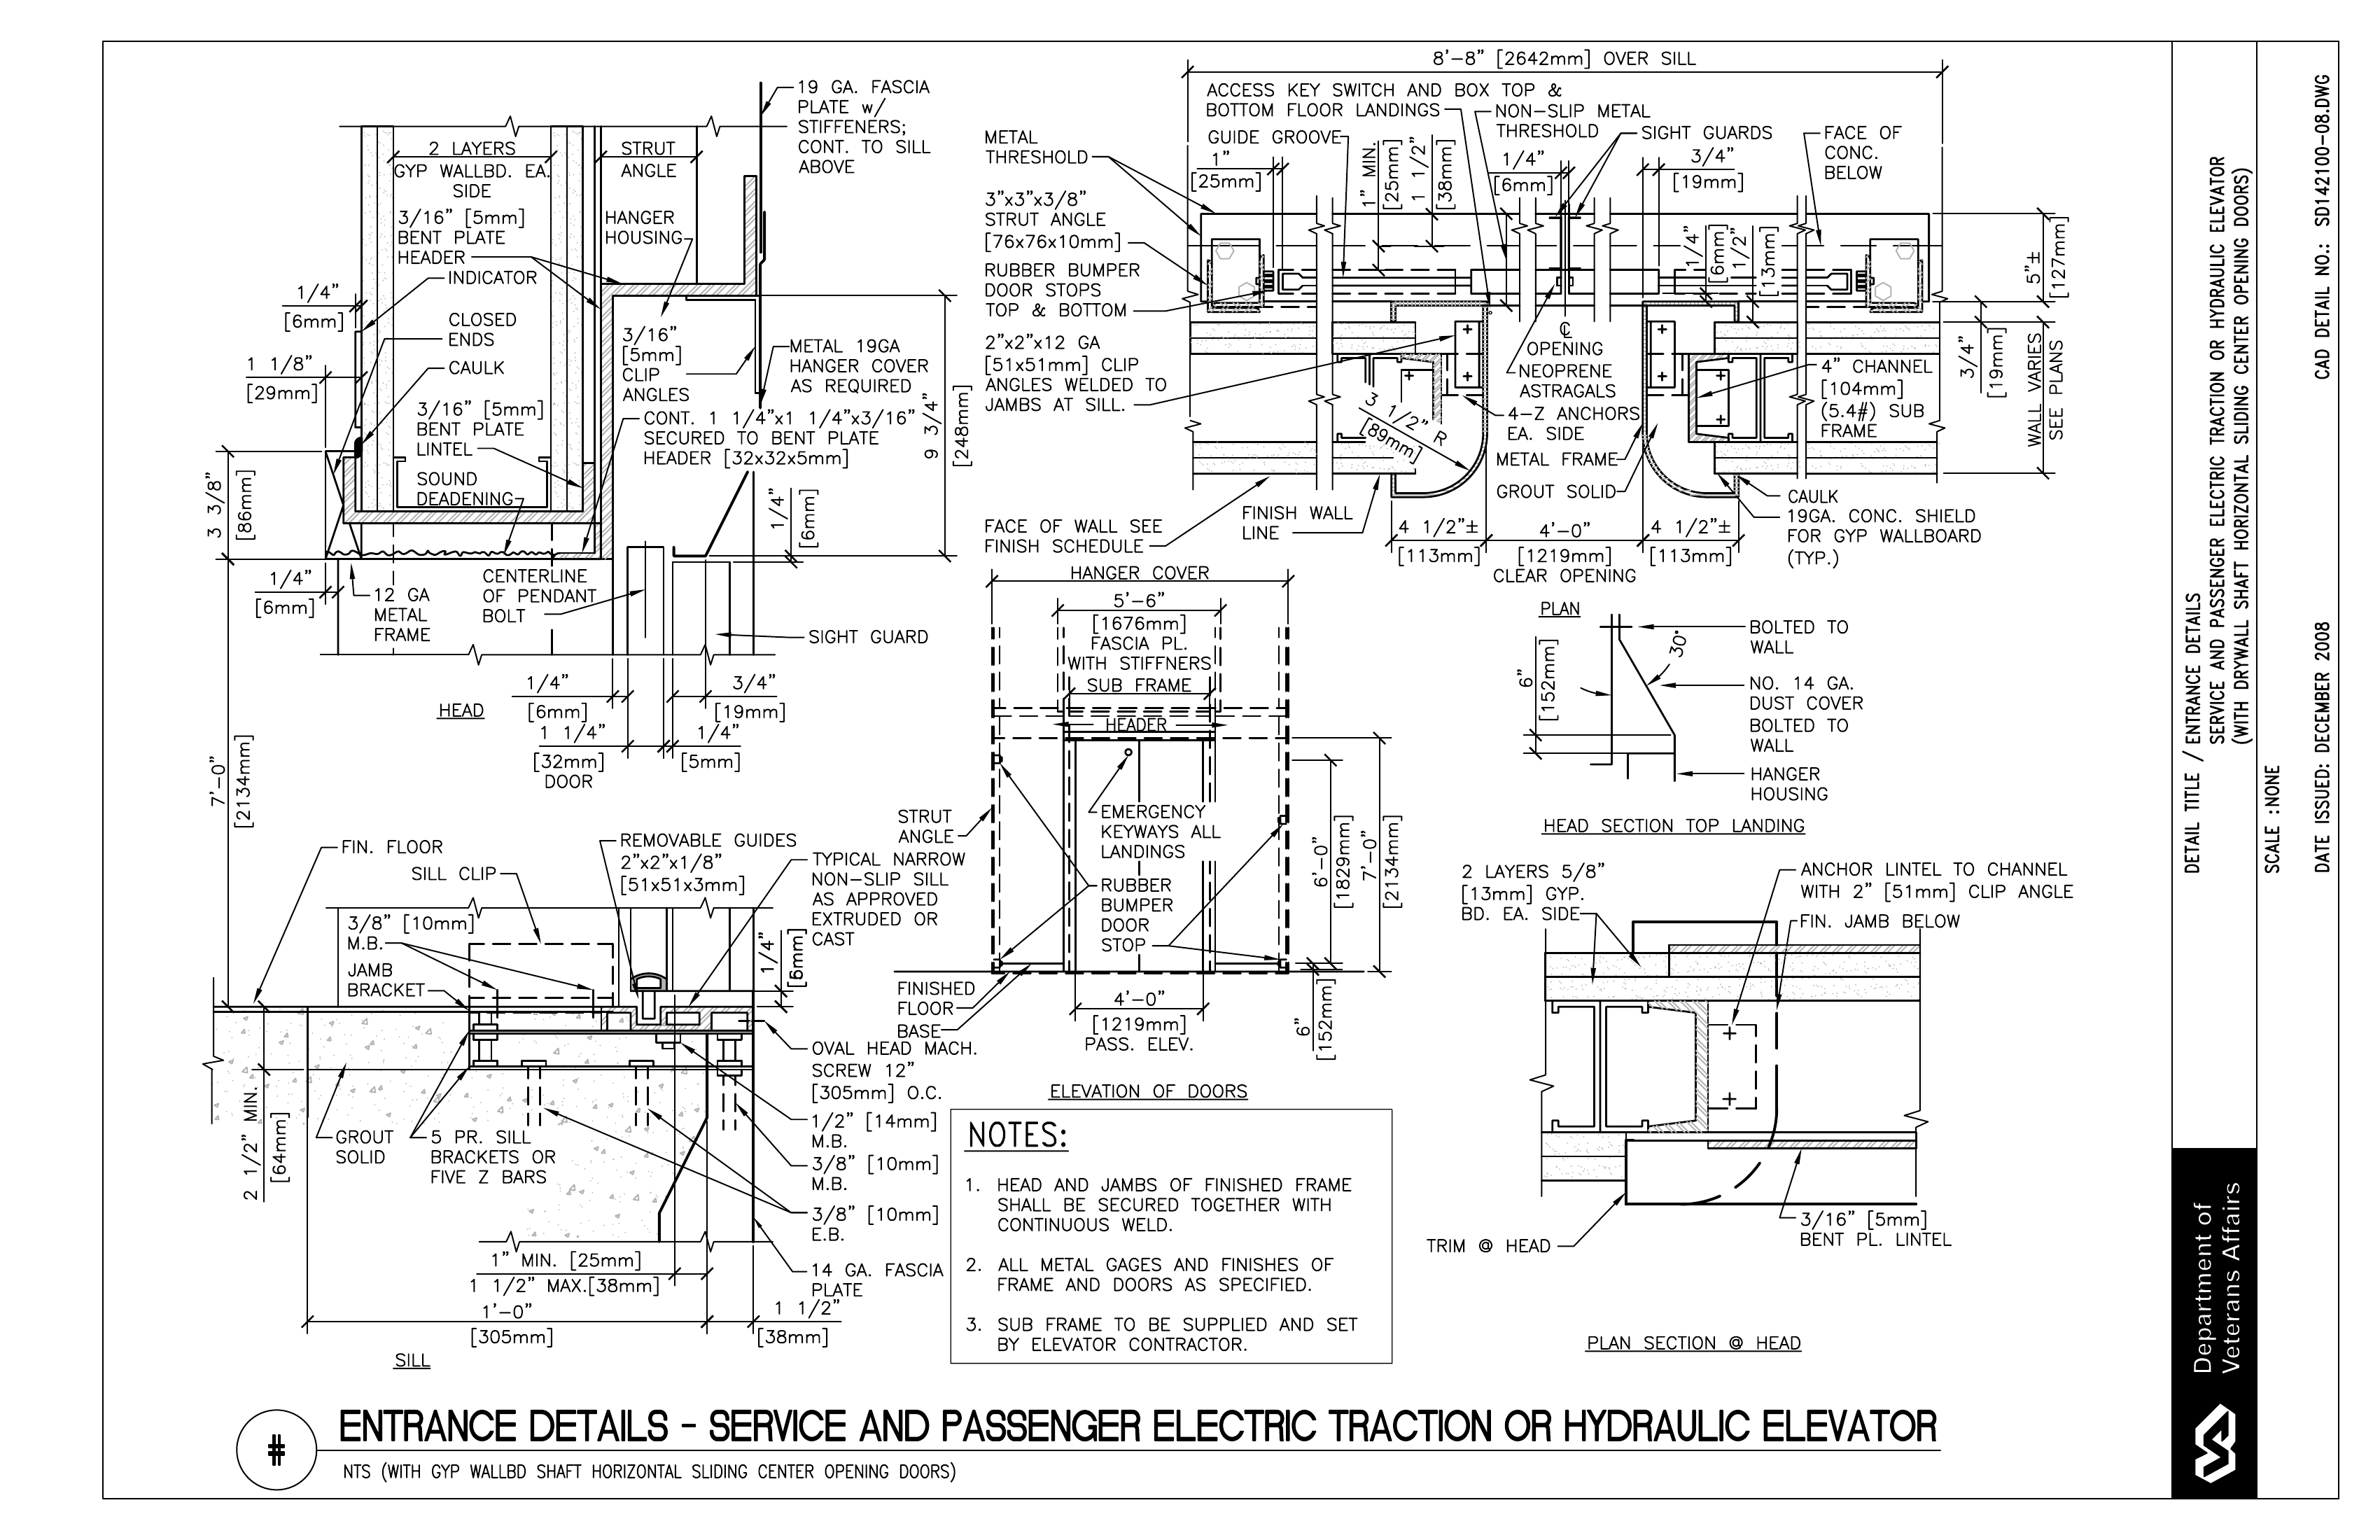 19 GA. FASCIA
PLATE w/
STIFFENERS;
CONT. TO SILL
ABOVE
2 LAYERS
GYP WALLBD. EA.
SIDE
STRUT
ANGLE
3/16" [5mm]
BENT PLATE
HEADER
HANGER
HOUSING
INDICATOR
1/4"
[6mm]
CLOSED
ENDS
1 1/8"
[29mm]
CAULK
3/16"
[5mm]
CLIP
ANGLES
METAL 19GA
HANGER COVER
AS REQUIRED
3/16" [5mm]
BENT PLATE
LINTEL
CONT. 1 1/4"x1 1/4"x3/16"
SECURED TO BENT PLATE
HEADER [32x32x5mm]
9 3/4"
[248mm]
SOUND
DEADENING
3 3/8"
[86mm]
1/4"
[6mm]
1/4"
[6mm]
12 GA
METAL
FRAME
CENTERLINE
OF PENDANT
BOLT
SIGHT GUARD
1/4"
[6mm]
3/4"
[19mm]
1 1/4"
[32mm]
DOOR
1/4"
[5mm]
HEAD
7'-0"
[2134mm]
8'-8" [2642mm] OVER SILL
ACCESS KEY SWITCH AND BOX TOP &
BOTTOM FLOOR LANDINGS
NON-SLIP METAL
THRESHOLD
METAL
THRESHOLD
GUIDE GROOVE
SIGHT GUARDS
FACE OF
CONC.
BELOW
1"
[25mm]
1" MIN.
[25mm]
1 1/2"
[38mm]
1/4"
[6mm]
3/4"
[19mm]
3"x3"x3/8"
STRUT ANGLE
[76x76x10mm]
RUBBER BUMPER
DOOR STOPS
TOP & BOTTOM
1/4"
[6mm]
1/2"
[13mm]
5"±
[127mm]
2"x2"x12 GA
[51x51mm] CLIP
ANGLES WELDED TO
JAMBS AT SILL.
℄
OPENING
NEOPRENE
ASTRAGALS
4-Z ANCHORS
EA. SIDE
METAL FRAME
GROUT SOLID
4" CHANNEL
[104mm]
(5.4#) SUB
FRAME
3/4"
[19mm]
WALL VARIES
SEE PLANS
3 1/2" R
[89mm]
FACE OF WALL SEE
FINISH SCHEDULE
FINISH WALL
LINE
4 1/2"±
[113mm]
4'-0"
[1219mm]
CLEAR OPENING
4 1/2"±
[113mm]
CAULK
19GA. CONC. SHIELD
FOR GYP WALLBOARD
(TYP.)
PLAN
HANGER COVER
5'-6"
[1676mm]
FASCIA PL.
WITH STIFFNERS
SUB FRAME
HEADER
STRUT
ANGLE
EMERGENCY
KEYWAYS ALL
LANDINGS
RUBBER
BUMPER
DOOR
STOP
6'-0"
[1829mm]
7'-0"
[2134mm]
FINISHED
FLOOR
BASE
4'-0"
[1219mm]
PASS. ELEV.
6"
[152mm]
ELEVATION OF DOORS
BOLTED TO
WALL
30°
6"
[152mm]
NO. 14 GA.
DUST COVER
BOLTED TO
WALL
HANGER
HOUSING
HEAD SECTION TOP LANDING
FIN. FLOOR
SILL CLIP
3/8" [10mm]
M.B.
JAMB
BRACKET
REMOVABLE GUIDES
2"x2"x1/8"
[51x51x3mm]
TYPICAL NARROW
NON-SLIP SILL
AS APPROVED
EXTRUDED OR
CAST
1/4"
[6mm]
OVAL HEAD MACH.
SCREW 12"
[305mm] O.C.
1/2" [14mm]
M.B.
3/8" [10mm]
M.B.
3/8" [10mm]
E.B.
14 GA. FASCIA
PLATE
2 1/2" MIN.
[64mm]
GROUT
SOLID
5 PR. SILL
BRACKETS OR
FIVE Z BARS
1" MIN. [25mm]
1 1/2" MAX.[38mm]
1'-0"
[305mm]
1 1/2"
[38mm]
SILL
NOTES:
1. HEAD AND JAMBS OF FINISHED FRAME
SHALL BE SECURED TOGETHER WITH
CONTINUOUS WELD.
2. ALL METAL GAGES AND FINISHES OF
FRAME AND DOORS AS SPECIFIED.
3. SUB FRAME TO BE SUPPLIED AND SET
BY ELEVATOR CONTRACTOR.
2 LAYERS 5/8"
[13mm] GYP.
BD. EA. SIDE
ANCHOR LINTEL TO CHANNEL
WITH 2" [51mm] CLIP ANGLE
FIN. JAMB BELOW
3/16" [5mm]
BENT PL. LINTEL
TRIM @ HEAD
PLAN SECTION @ HEAD
#
ENTRANCE DETAILS - SERVICE AND PASSENGER ELECTRIC TRACTION OR HYDRAULIC ELEVATOR
NTS (WITH GYP WALLBD SHAFT HORIZONTAL SLIDING CENTER OPENING DOORS)
DETAIL TITLE / ENTRANCE DETAILS
SERVICE AND PASSENGER ELECTRIC TRACTION OR HYDRAULIC ELEVATOR
(WITH DRYWALL SHAFT HORIZONTAL SLIDING CENTER OPENING DOORS)
SCALE :NONE
DATE ISSUED: DECEMBER 2008
CAD DETAIL NO.: SD142100-08.DWG
Department of
Veterans Affairs